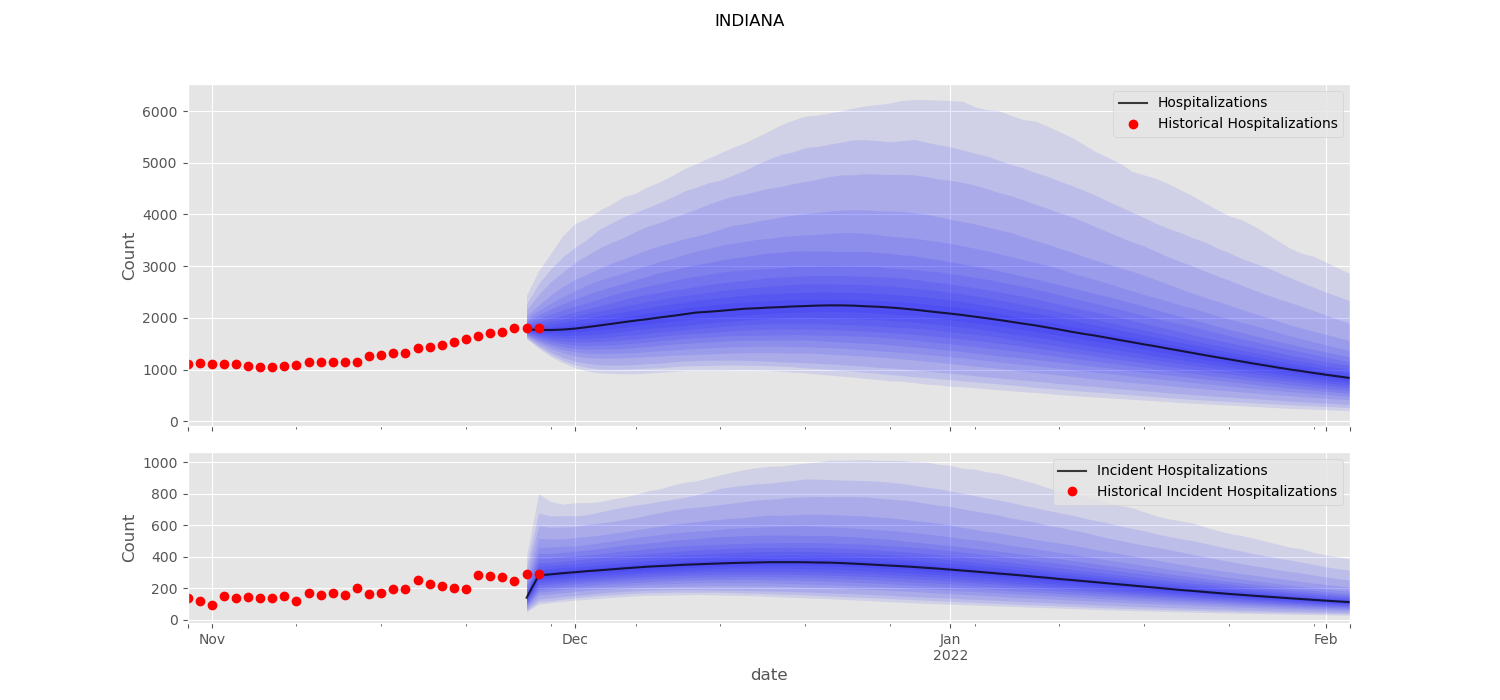 INDIANA
Hospitalizations
Historical Hospitalizations
6000
5000
4000
3000
2000
1000
0
Count
Incident Hospitalizations
Historical Incident Hospitalizations
1000
800
600
400
200
0
Count
Nov
Dec
Jan
2022
Feb
date